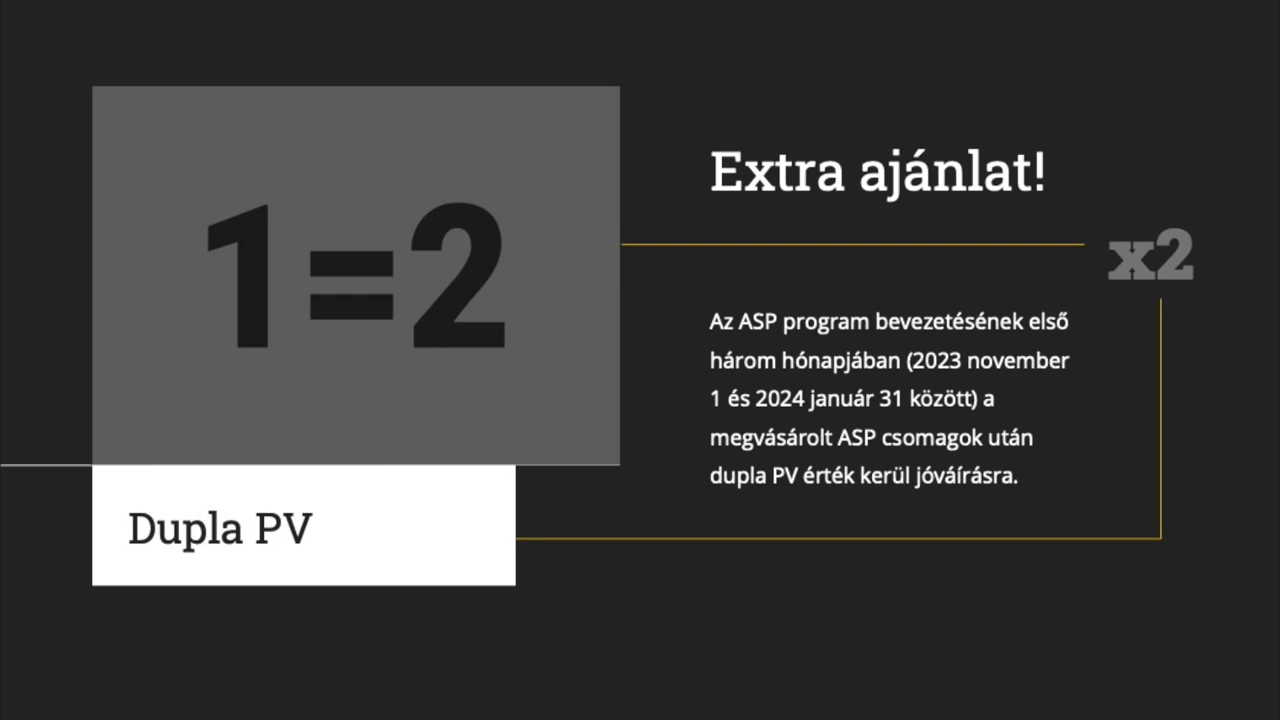 1=2
Dupla PV
Extra ajánlat!
x2
Az ASP program bevezetésének első
három hónapjában (2023 november
1 és 2024 január 31 között) a
megvásárolt ASP csomagok után
dupla PV érték kerül jóváírásra.